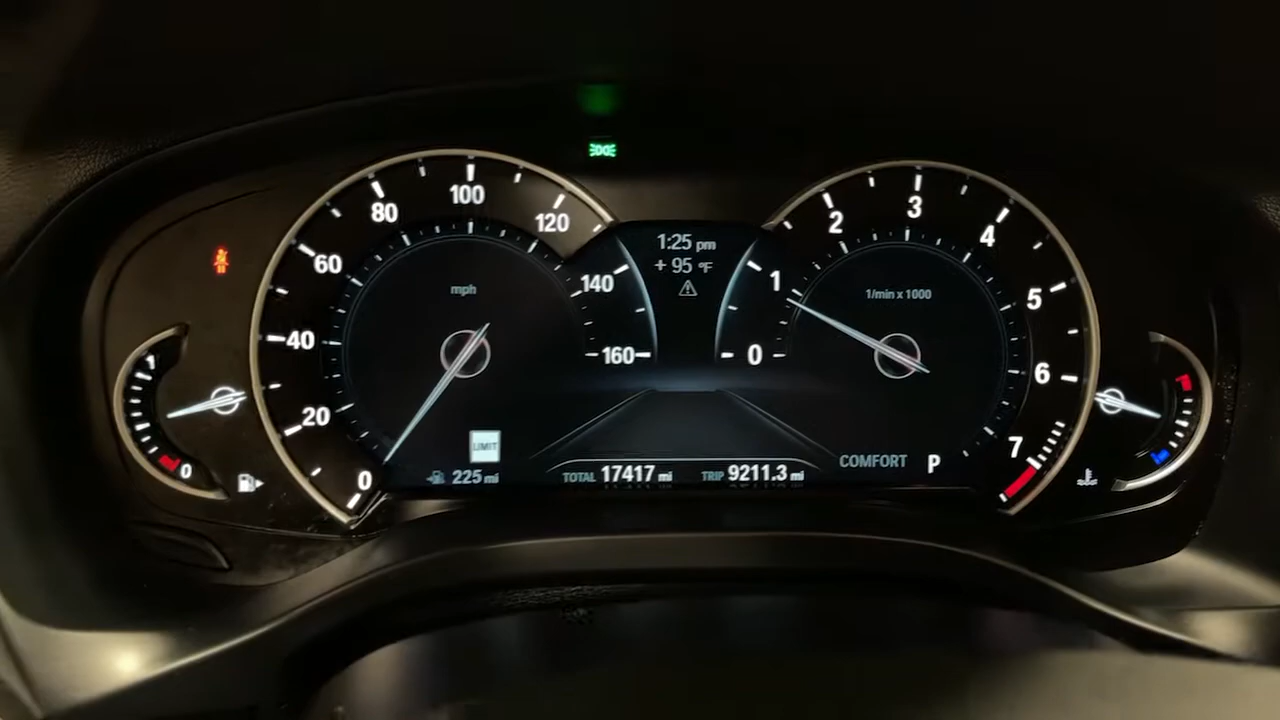 0
20
40
60
80
100
120
140
160
mph
LIMIT
225 mi
1
0
1:25 pm
+ 95 °F
TOTAL 17417 mi
TRIP 9211.3 mi
0
1
2
3
4
5
6
7
1/min x 1000
COMFORT P